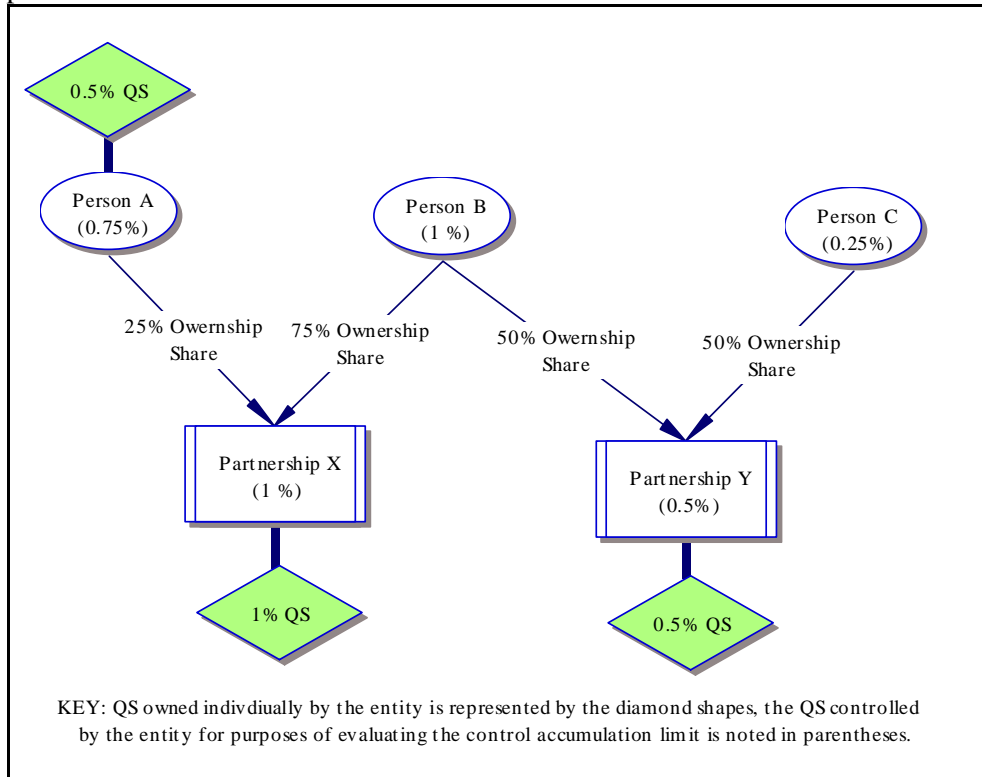 0.5% QS
Person A
(0.75%)
Person B
(1 %)
Person C
(0.25%)
25% Owernship
Share
75% Ownership
Share
50% Owernship
Share
50% Ownership
Share
Partnership X
(1 %)
Partnership Y
(0.5%)
1% QS
0.5% QS
KEY: QS owned indivdiually by the entity is represented by the diamond shapes, the QS controlled
by the entity for purposes of evaluating the control accumulation limit is noted in parentheses.